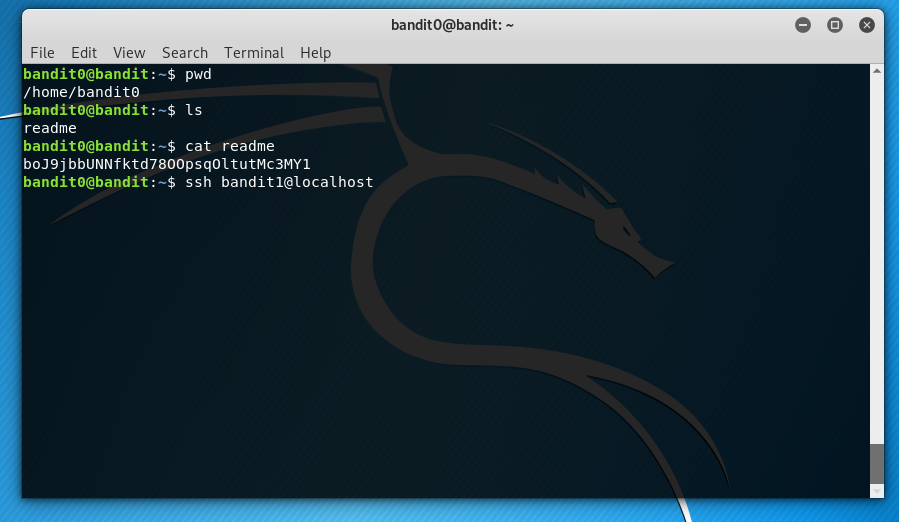 bandit0@bandit: ~
File Edit View Search Terminal Help
bandit0@bandit:~$ pwd
/home/bandit0
bandit0@bandit:~$ ls
readme
bandit0@bandit:~$ cat readme
boJ9jbbUNNfktd78OOpsqOltutMc3MY1
bandit0@bandit:~$ ssh bandit1@localhost